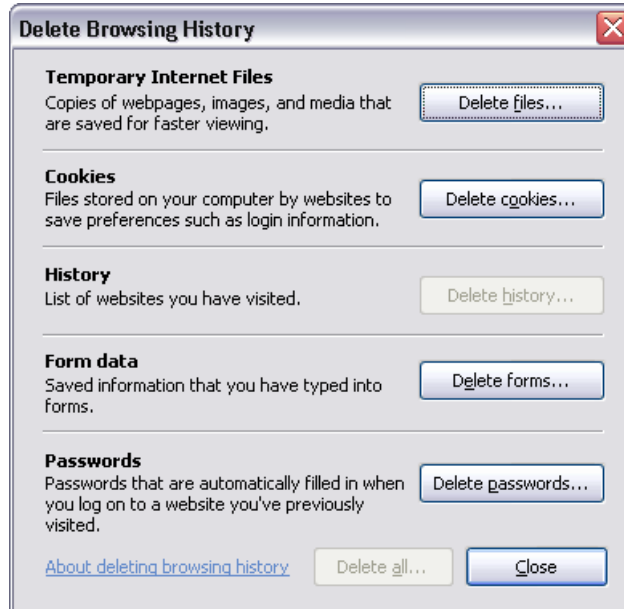 Delete Browsing History
Temporary Internet Files
Copies of webpages, images, and media that
are saved for faster viewing.
Delete files...
Cookies
Files stored on your computer by websites to
save preferences such as login information.
Delete cookies...
History
List of websites you have visited.
Delete history...
Form data
Saved information that you have typed into
forms.
Delete forms...
Passwords
Passwords that are automatically filled in when
you log on to a website you've previously
visited.
Delete passwords...
About deleting browsing history
Delete all...
Close